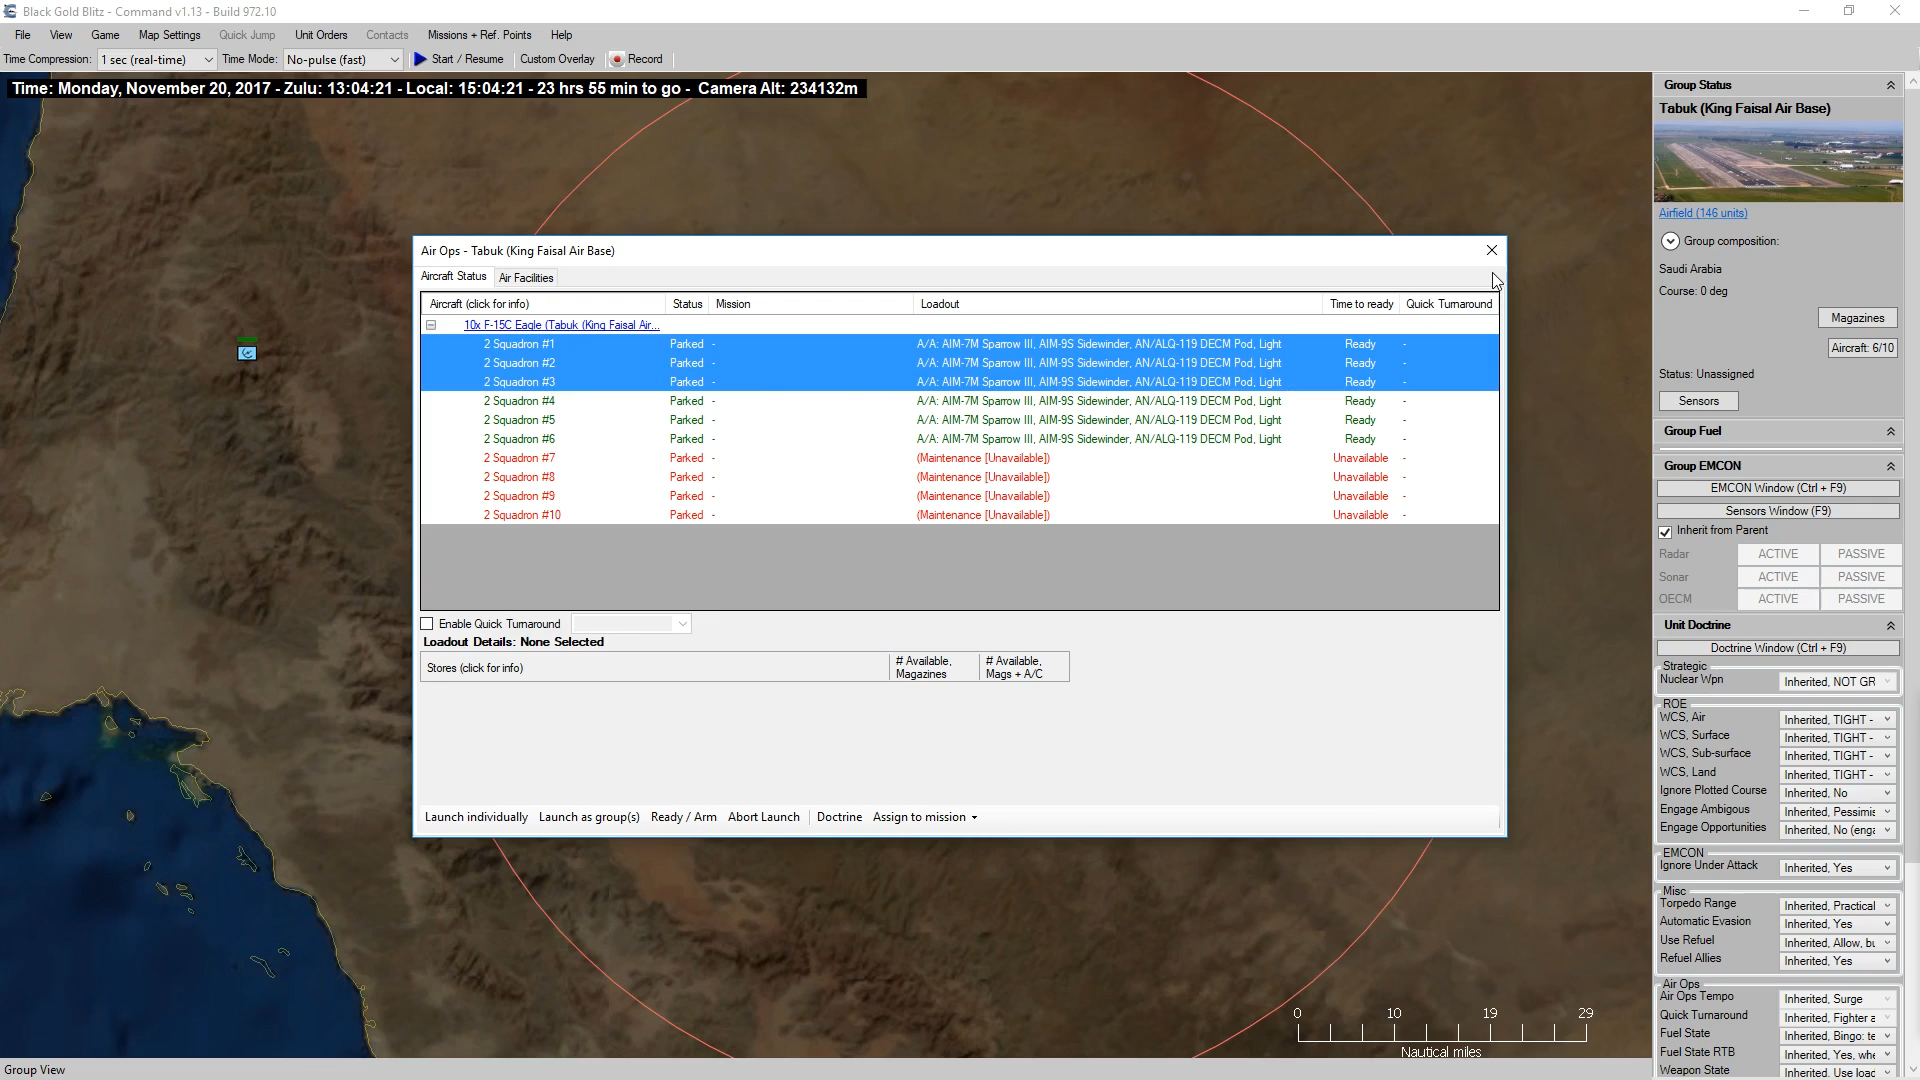 Black Gold Blitz - Command v1.13 - Build 972.10
File View Game Map Settings Quick Jump Unit Orders Contacts Missions + Ref. Points Help
Time Compression: 1 sec (real-time) Time Mode: No-pulse (fast) Start / Resume Custom Overlay Record
Time: Monday, November 20, 2017 - Zulu: 13:04:21 - Local: 15:04:21 - 23 hrs 55 min to go - Camera Alt: 234132m
Air Ops - Tabuk (King Faisal Air Base)
Aircraft Status Air Facilities
Aircraft (click for info) Status Mission Loadout Time to ready Quick Turnaround
10x F-15C Eagle (Tabuk (King Faisal Air...
2 Squadron #1 Parked - A/A: AIM-7M Sparrow III, AIM-9S Sidewinder, AN/ALQ-119 DECM Pod, Light Ready -
2 Squadron #2 Parked - A/A: AIM-7M Sparrow III, AIM-9S Sidewinder, AN/ALQ-119 DECM Pod, Light Ready -
2 Squadron #3 Parked - A/A: AIM-7M Sparrow III, AIM-9S Sidewinder, AN/ALQ-119 DECM Pod, Light Ready -
2 Squadron #4 Parked - A/A: AIM-7M Sparrow III, AIM-9S Sidewinder, AN/ALQ-119 DECM Pod, Light Ready -
2 Squadron #5 Parked - A/A: AIM-7M Sparrow III, AIM-9S Sidewinder, AN/ALQ-119 DECM Pod, Light Ready -
2 Squadron #6 Parked - A/A: AIM-7M Sparrow III, AIM-9S Sidewinder, AN/ALQ-119 DECM Pod, Light Ready -
2 Squadron #7 Parked - (Maintenance [Unavailable]) Unavailable -
2 Squadron #8 Parked - (Maintenance [Unavailable]) Unavailable -
2 Squadron #9 Parked - (Maintenance [Unavailable]) Unavailable -
2 Squadron #10 Parked - (Maintenance [Unavailable]) Unavailable -
Enable Quick Turnaround
Loadout Details: None Selected
Stores (click for info) # Available, Magazines # Available, Mags + A/C
Launch individually Launch as group(s) Ready / Arm Abort Launch Doctrine Assign to mission
0 10 19 29
Nautical miles
Group View
Group Status
Tabuk (King Faisal Air Base)
Airfield (146 units)
Group composition:
Saudi Arabia
Course: 0 deg
Magazines
Aircraft: 6/10
Status: Unassigned
Sensors
Group Fuel
Group EMCON
EMCON Window (Ctrl + F9)
Sensors Window (F9)
Inherit from Parent
Radar ACTIVE PASSIVE
Sonar ACTIVE PASSIVE
OECM ACTIVE PASSIVE
Unit Doctrine
Doctrine Window (Ctrl + F9)
Strategic
Nuclear Wpn Inherited, NOT GR
ROE
WCS, Air Inherited, TIGHT -
WCS, Surface Inherited, TIGHT -
WCS, Sub-surface Inherited, TIGHT -
WCS, Land Inherited, TIGHT -
Ignore Plotted Course Inherited, No
Engage Ambiguous Inherited, Pessimis
Engage Opportunities Inherited, No (enga
EMCON
Ignore Under Attack Inherited, Yes
Misc
Torpedo Range Inherited, Practical
Automatic Evasion Inherited, Yes
Use Refuel Inherited, Allow, bu
Refuel Allies Inherited, Yes
Air Ops
Air Ops Tempo Inherited, Surge
Quick Turnaround Inherited, Fighter a
Fuel State Inherited, Bingo: te
Fuel State RTB Inherited, Yes, whe
Weapon State Inherited, Use load